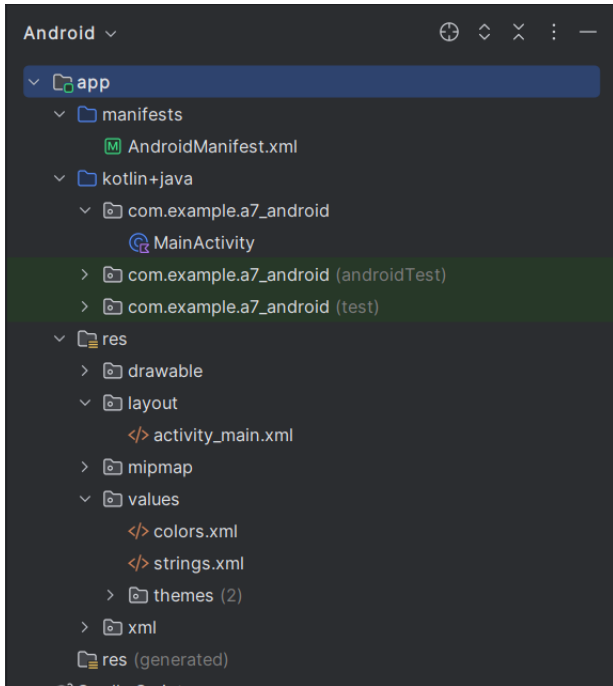 Android
app
manifests
M AndroidManifest.xml
kotlin+java
com.example.a7_android
MainActivity
com.example.a7_android (androidTest)
com.example.a7_android (test)
res
drawable
layout
</> activity_main.xml
mipmap
values
</> colors.xml
</> strings.xml
themes (2)
xml
res (generated)